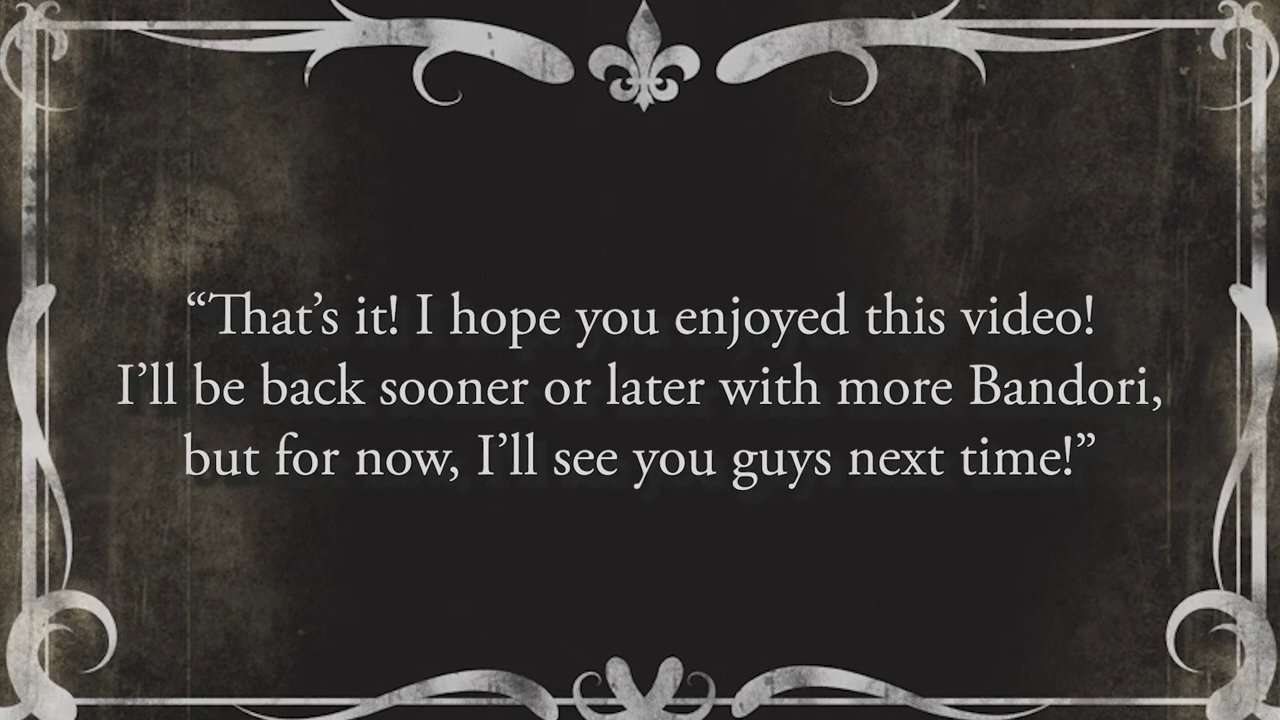 “That’s it! I hope you enjoyed this video!
I’ll be back sooner or later with more Bandori,
but for now, I’ll see you guys next time!”